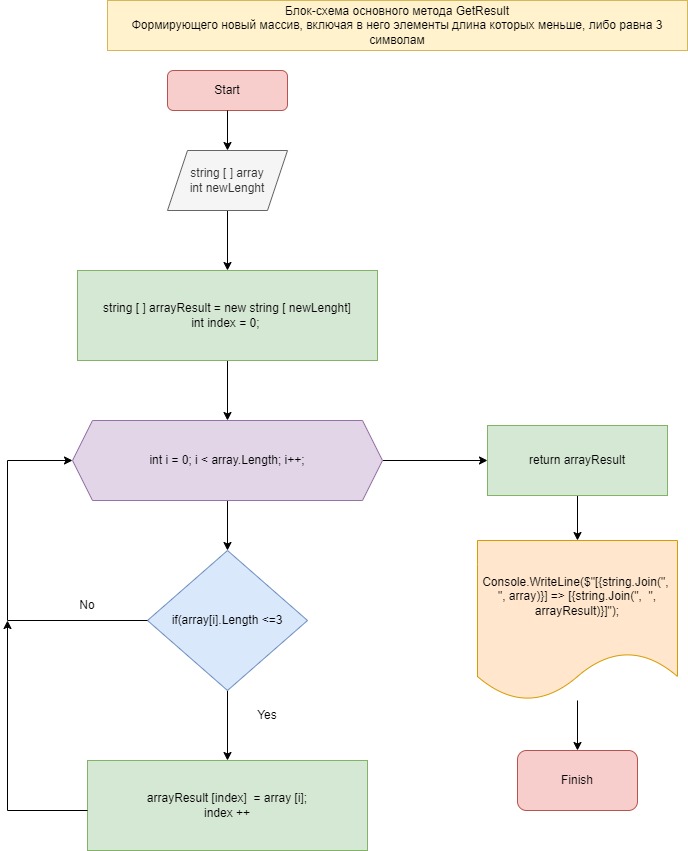 Блок-схема основного метода GetResult
Формирующего новый массив, включая в него элементы длина которых меньше, либо равна 3
символам
Start
string [ ] array
int newLenght
string [ ] arrayResult = new string [ newLenght]
int index = 0;
int i = 0; i < array.Length; i++;
return arrayResult
Console.WriteLine($"[{string.Join(",
", array)}] => [{string.Join(",  ",
arrayResult)}]");
No
if(array[i].Length <=3
Yes
Finish
arrayResult [index]  = array [i];
index ++